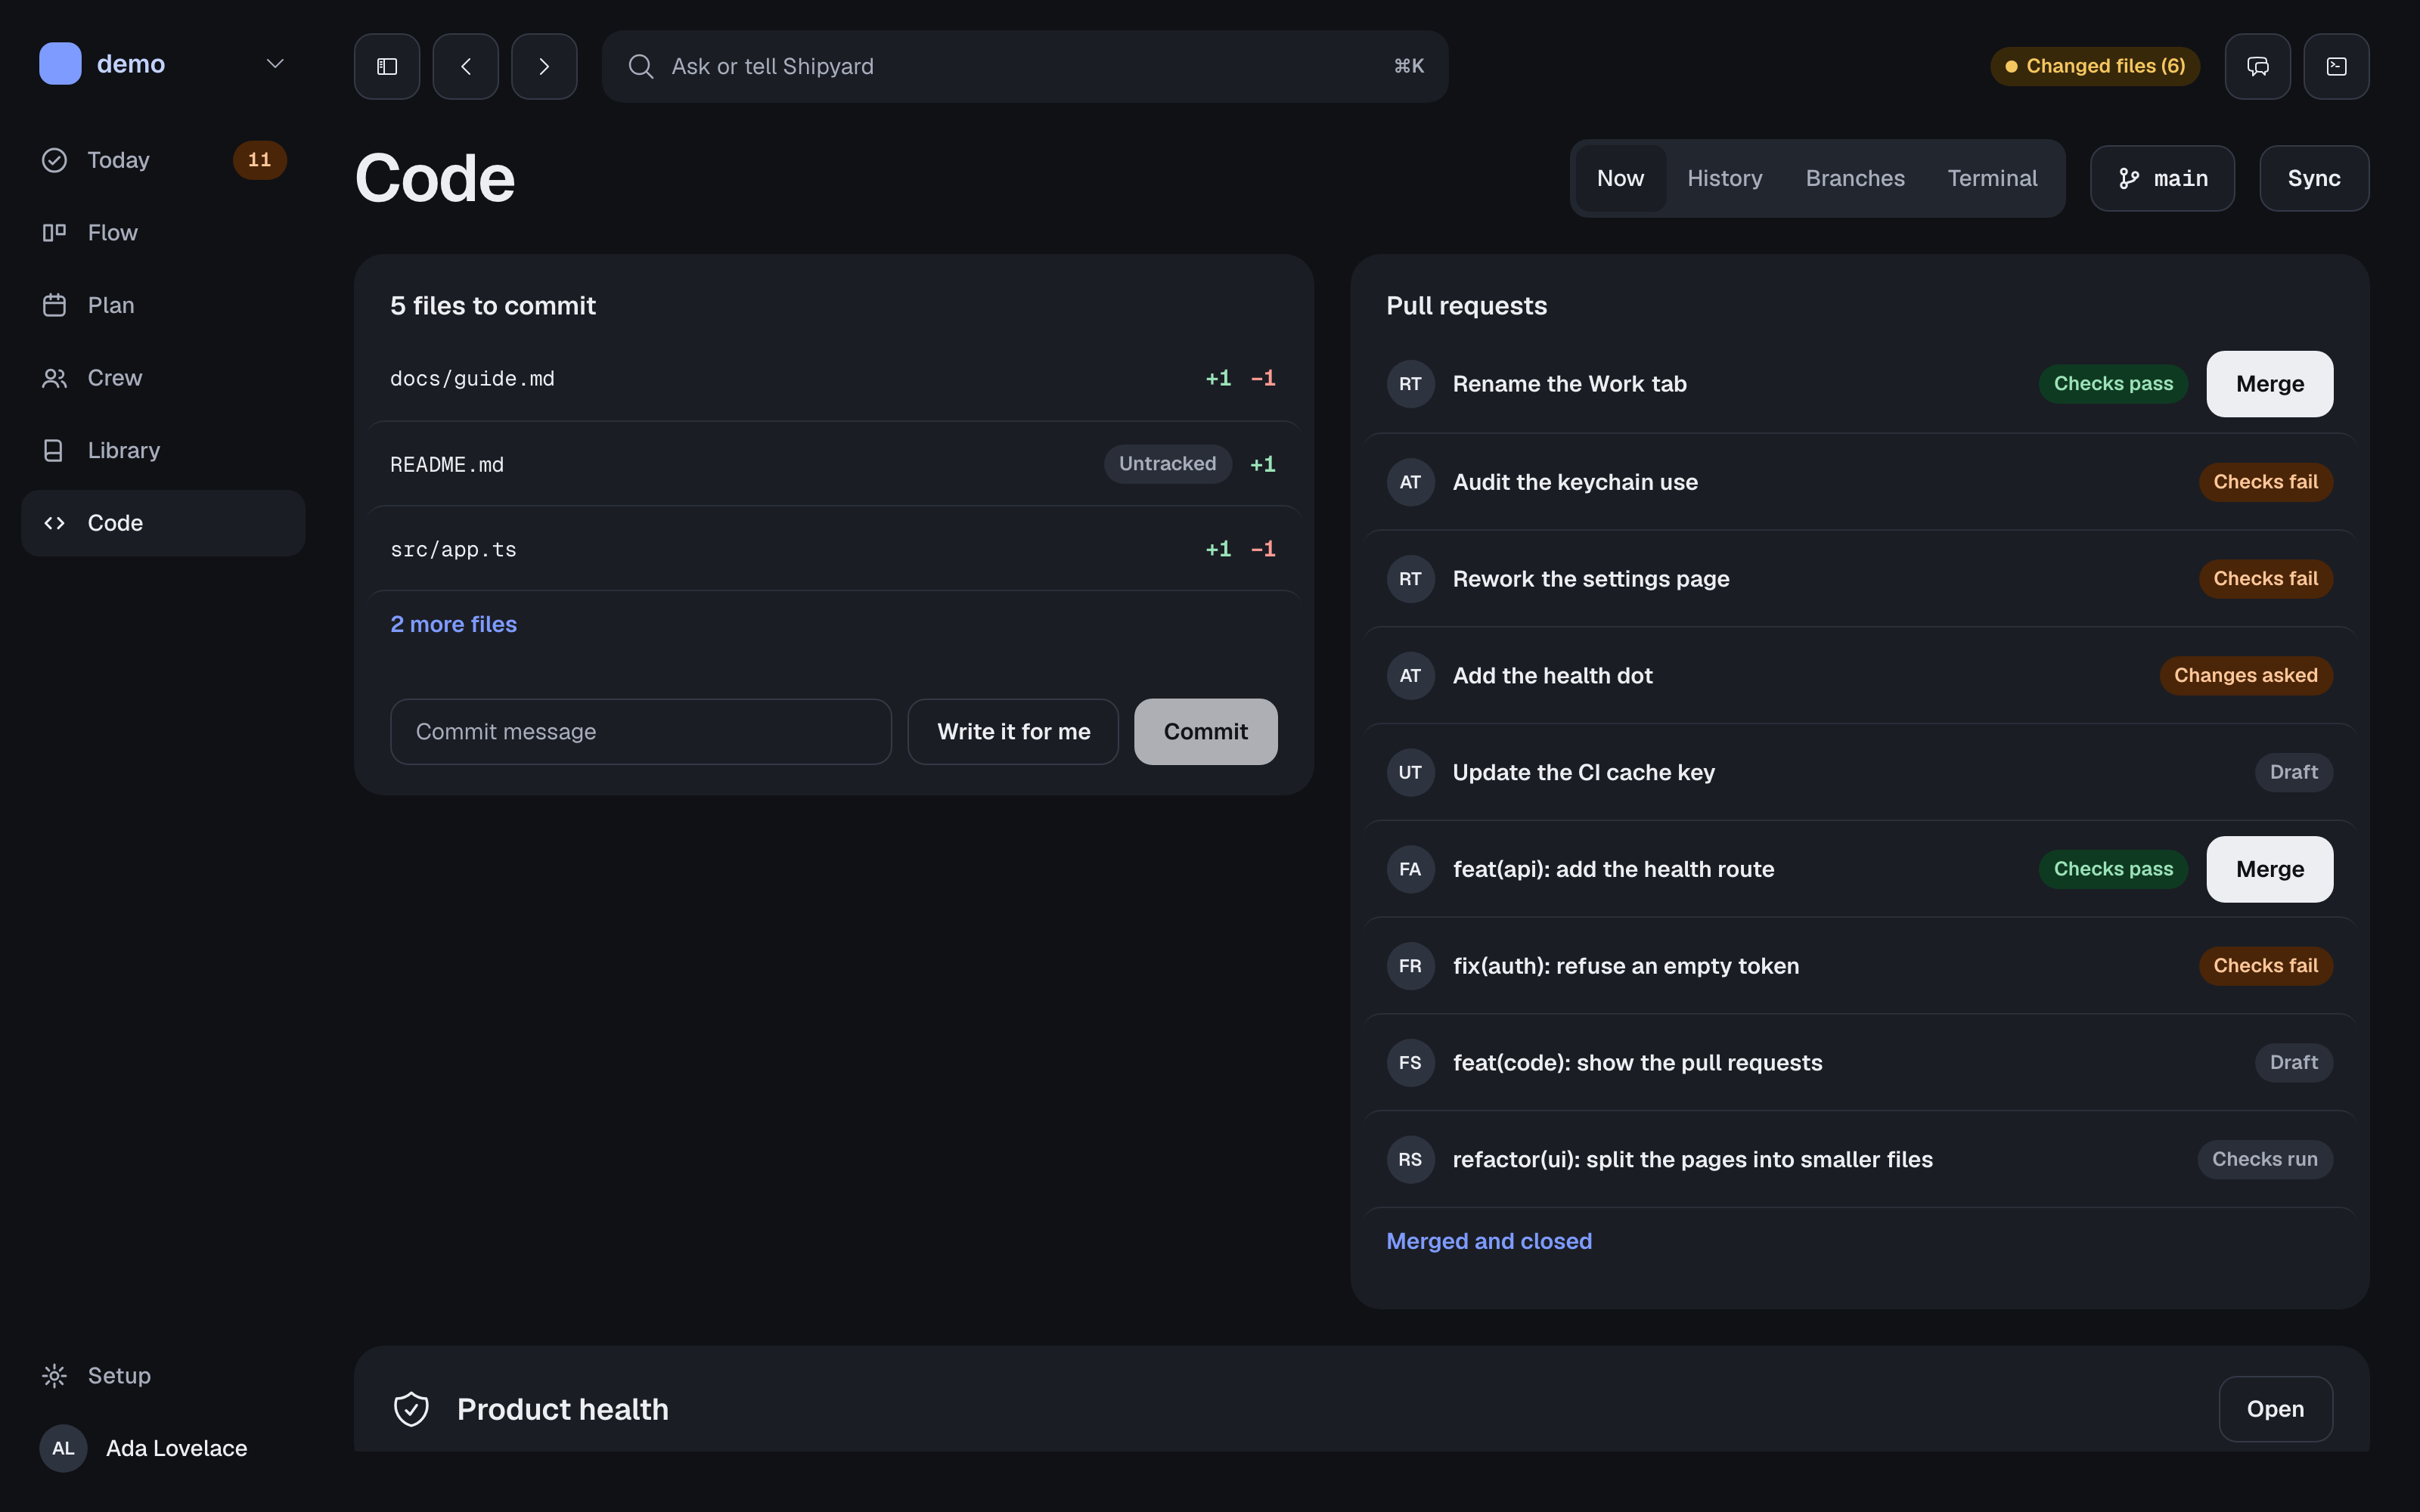 demo
Ask or tell Shipyard
⌘K
Changed files (6)
Today
11
Flow
Plan
Crew
Library
Code
Setup
AL
Ada Lovelace
Code
Now
History
Branches
Terminal
main
Sync
5 files to commit
docs/guide.md +1 −1
README.md Untracked +1
src/app.ts +1 −1
2 more files
Commit message
Write it for me
Commit
Pull requests
RT Rename the Work tab Checks pass Merge
AT Audit the keychain use Checks fail
RT Rework the settings page Checks fail
AT Add the health dot Changes asked
UT Update the CI cache key Draft
FA feat(api): add the health route Checks pass Merge
FR fix(auth): refuse an empty token Checks fail
FS feat(code): show the pull requests Draft
RS refactor(ui): split the pages into smaller files Checks run
Merged and closed
Product health
Open